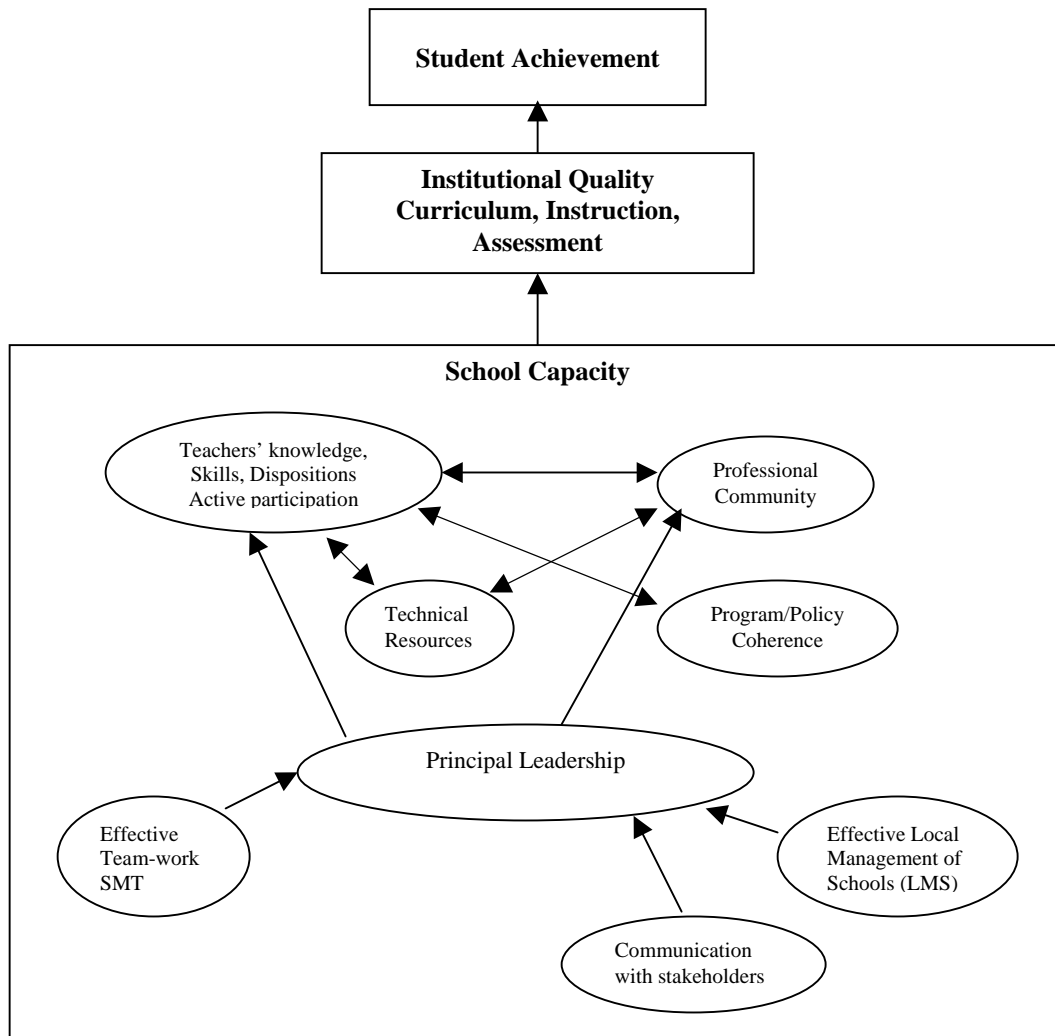 Student Achievement
Institutional Quality
Curriculum, Instruction,
Assessment
School Capacity
Teachers’ knowledge,
Skills, Dispositions
Active participation
Professional
Community
Technical
Resources
Program/Policy
Coherence
Principal Leadership
Effective
Team-work
SMT
Effective Local
Management of
Schools (LMS)
Communication
with stakeholders